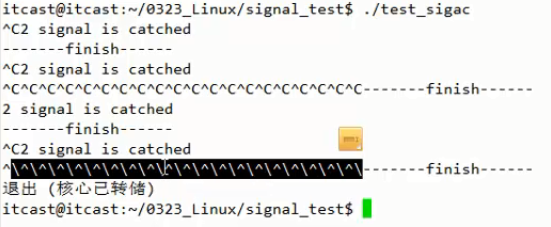 itcast@itcast:~/0323_Linux/signal_test$ ./test_sigac
^C2 signal is catched
-------finish------
^C2 signal is catched
^C^C^C^C^C^C^C^C^C^C^C^C^C^C^C^C^C^C^C^C-------finish------
2 signal is catched
-------finish------
^C2 signal is catched
^\^\^\^\^\^\^\^\^\^\^\^\^\^\^\^\^\^\^\^\-------finish------
退出 (核心已转储)
itcast@itcast:~/0323_Linux/signal_test$